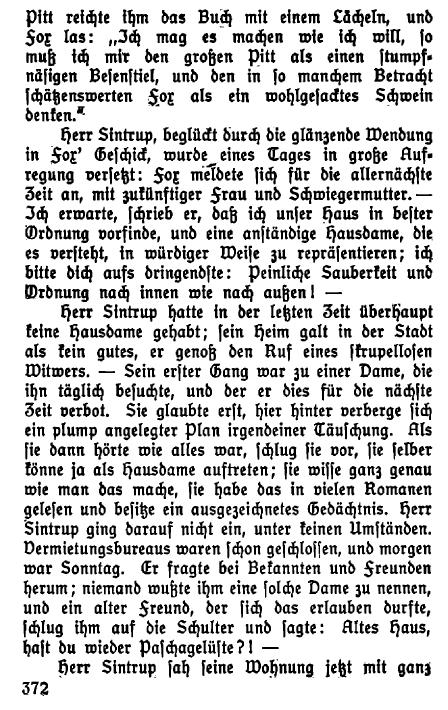 Pitt reichte ihm das Buch mit einem Lächeln, und
Fox las: „Ich mag es machen wie ich will, so
muß ich mir den großen Pitt als einen stumpf-
näsigen Besenstiel, und den in so manchem Betracht
schätzenswerten Fox als ein wohlgesacktes Schwein
denken.“
Herr Sintrup, beglückt durch die glänzende Wendung
in Fox' Geschick, wurde eines Tages in große Auf-
regung versetzt: Fox meldete sich für die allernächste
Zeit an, mit zukünftiger Frau und Schwiegermutter. —
Ich erwarte, schrieb er, daß ich unser Haus in bester
Ordnung vorfinde, und eine anständige Hausdame, die
es versteht, in würdiger Weise zu repräsentieren; ich
bitte dich aufs dringendste: Peinliche Sauberkeit und
Ordnung nach innen wie nach außen! —
Herr Sintrup hatte in der letzten Zeit überhaupt
keine Hausdame gehabt; sein Heim galt in der Stadt
als kein gutes, er genoß den Ruf eines skrupellosen
Witwers. — Sein erster Gang war zu einer Dame, die
ihn täglich besuchte, und der er dies für die nächste
Zeit verbot. Sie glaubte erst, hier hinter verberge sich
ein plump angelegter Plan irgendeiner Täuschung. Als
sie dann hörte wie alles war, schlug sie vor, sie selber
könne ja als Hausdame auftreten; sie wisse ganz genau
wie man das mache, sie habe das in vielen Romanen
gelesen und besitze ein ausgezeichnetes Gedächtnis. Herr
Sintrup ging darauf nicht ein, unter keinen Umständen.
Vermietungsbureaus waren schon geschlossen, und morgen
war Sonntag. Er fragte bei Bekannten und Freunden
herum; niemand wußte ihm eine solche Dame zu nennen,
und ein alter Freund, der sich das erlauben durfte,
schlug ihm auf die Schulter und sagte: Altes Haus,
hast du wieder Paschagelüste?! —
Herr Sintrup sah seine Wohnung jetzt mit ganz
372